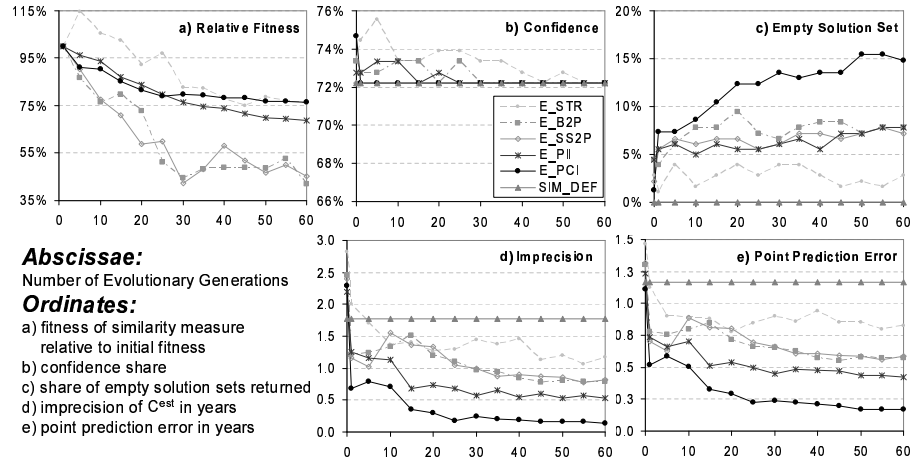 115%
95%
75%
55%
35%
a) Relative Fitness
0 10 20 30 40 50 60
76%
74%
72%
70%
68%
66%
b) Confidence
E_STR
E_B2P
E_SS2P
E_PII
E_PCI
SIM_DEF
0 10 20 30 40 50 60
20%
15%
10%
5%
0%
c) Empty Solution Set
0 10 20 30 40 50 60
Abscissae:
Number of Evolutionary Generations
Ordinates:
a) fitness of similarity measure
relative to initial fitness
b) confidence share
c) share of empty solution sets returned
d) imprecision of Cest in years
e) point prediction error in years
3.0
2.5
2.0
1.5
1.0
0.5
0.0
d) Imprecision
0 10 20 30 40 50 60
1.5
1.3
1.0
0.8
0.5
0.3
0.0
e) Point Prediction Error
0 10 20 30 40 50 60